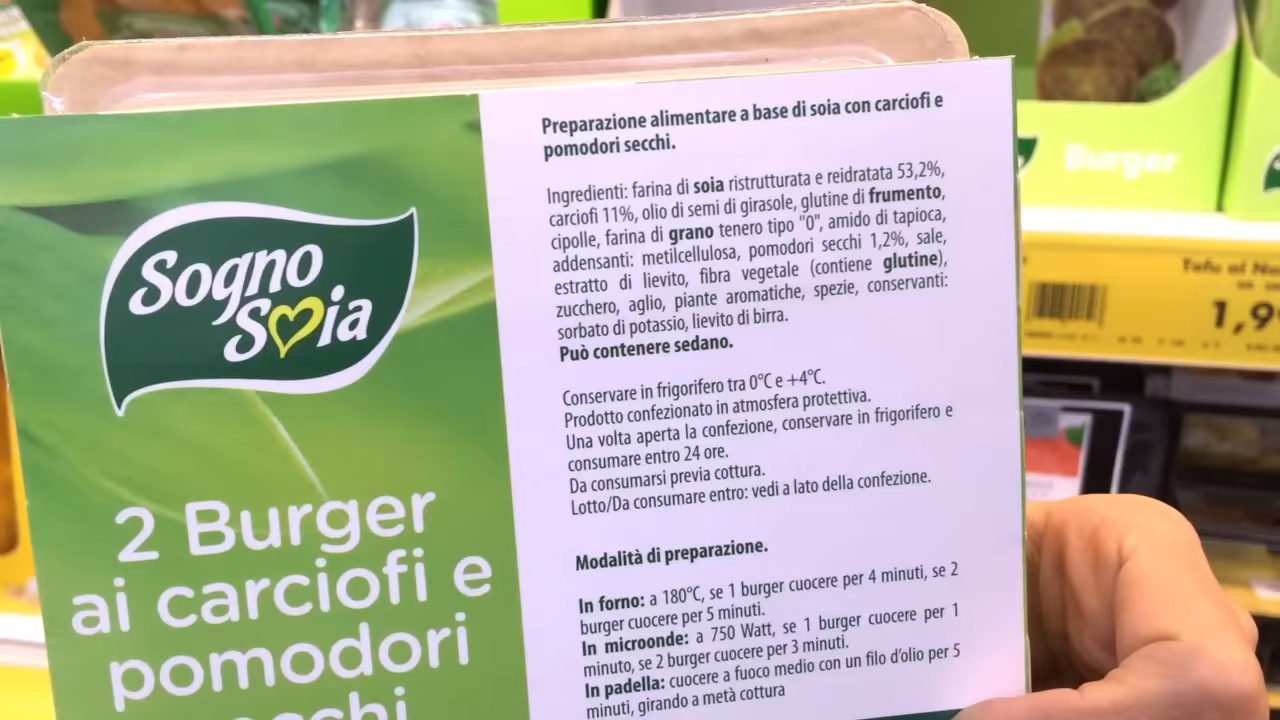 Sogno
Soia
2 Burger
ai carciofi e
pomodori
secchi
Preparazione alimentare a base di soia con carciofi e
pomodori secchi.
Ingredienti: farina di soia ristrutturata e reidratata 53,2%,
carciofi 11%, olio di semi di girasole, glutine di frumento,
cipolle, farina di grano tenero tipo "0", amido di tapioca,
addensanti: metilcellulosa, pomodori secchi 1,2%, sale,
estratto di lievito, fibra vegetale (contiene glutine),
zucchero, aglio, piante aromatiche, spezie, conservanti:
sorbato di potassio, lievito di birra.
Può contenere sedano.
Conservare in frigorifero tra 0°C e +4°C.
Prodotto confezionato in atmosfera protettiva.
Una volta aperta la confezione, conservare in frigorifero e
consumare entro 24 ore.
Da consumarsi previa cottura.
Lotto/Da consumare entro: vedi a lato della confezione.
Modalità di preparazione.
In forno: a 180°C, se 1 burger cuocere per 4 minuti, se 2
burger cuocere per 5 minuti.
In microonde: a 750 Watt, se 1 burger cuocere per 1
minuto, se 2 burger cuocere per 3 minuti.
In padella: cuocere a fuoco medio con un filo d'olio per 5
minuti, girando a metà cottura
Burger
Tofu al
1,9